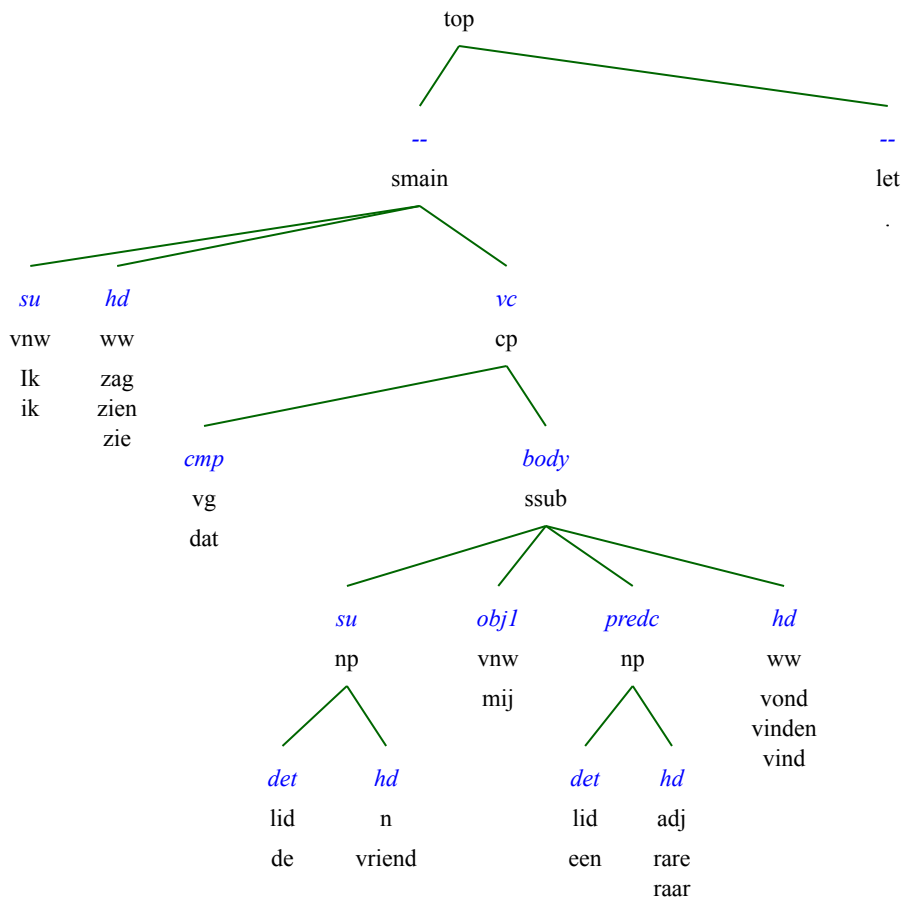 top
-- --
smain let
.
su hd vc
vnw ww cp
Ik zag
ik zien
zie
cmp body
vg ssub
dat
su obj1 predc hd
np vnw np ww
mij vond
vinden
vind
det hd det hd
lid n lid adj
de vriend een rare
raar